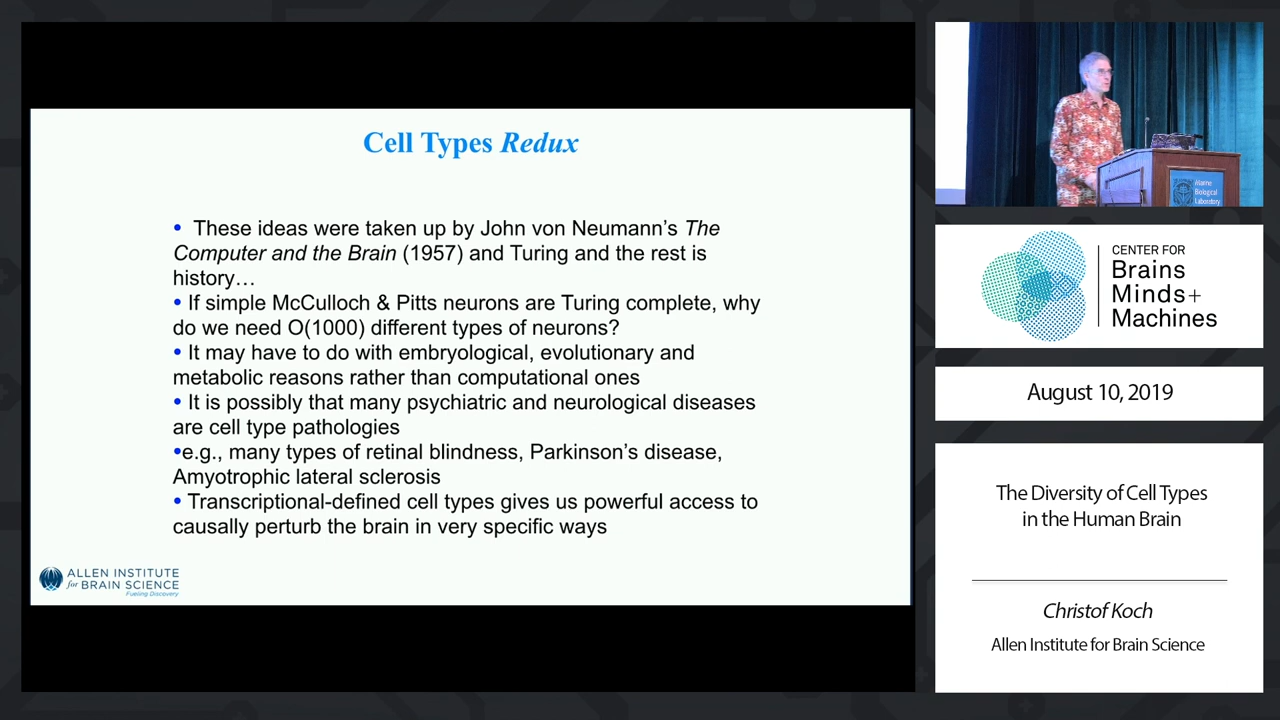 Cell Types Redux
• These ideas were taken up by John von Neumann's The
Computer and the Brain (1957) and Turing and the rest is
history…
• If simple McCulloch & Pitts neurons are Turing complete, why
do we need O(1000) different types of neurons?
• It may have to do with embryological, evolutionary and
metabolic reasons rather than computational ones
• It is possibly that many psychiatric and neurological diseases
are cell type pathologies
•e.g., many types of retinal blindness, Parkinson's disease,
Amyotrophic lateral sclerosis
• Transcriptional-defined cell types gives us powerful access to
causally perturb the brain in very specific ways
ALLEN INSTITUTE
for BRAIN SCIENCE
Fueling Discovery
Marine
Biological
Laboratory
CENTER FOR
Brains
Minds+
Machines
August 10, 2019
The Diversity of Cell Types
in the Human Brain
Christof Koch
Allen Institute for Brain Science